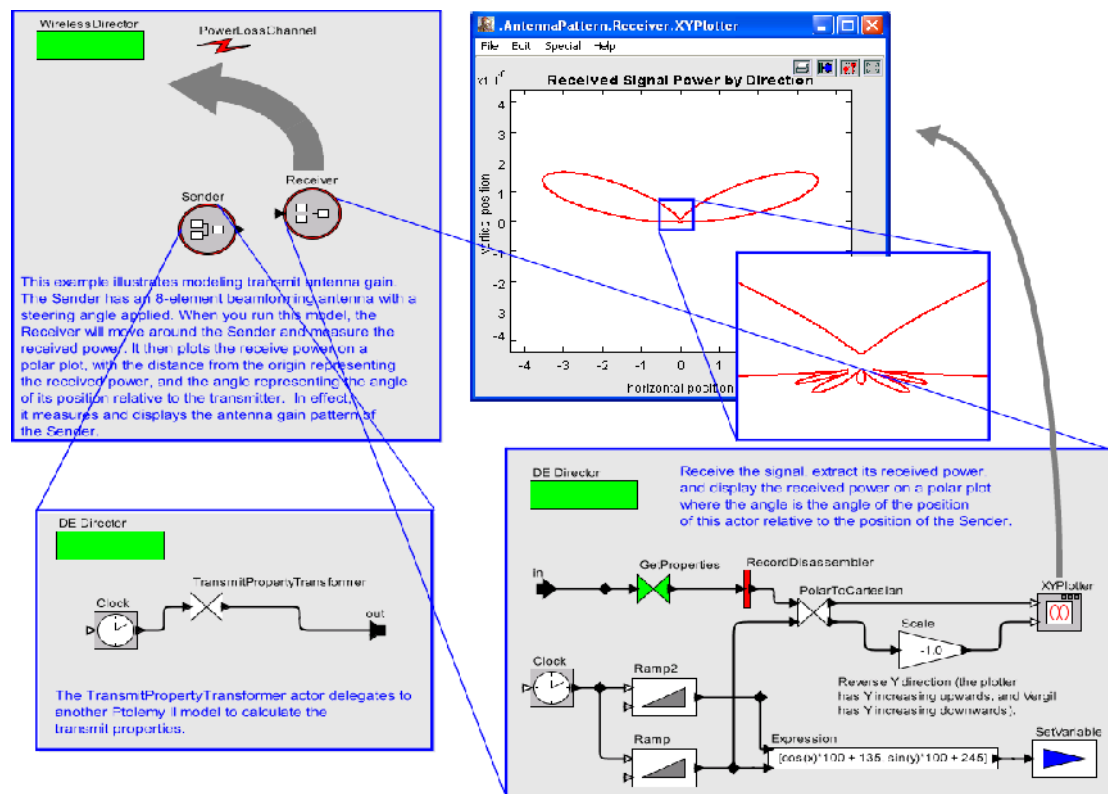 WirelessDirector
PowerLossChannel
Receiver
Sender
This example illustrates modeling transmit antenna gain.
The Sender has an 8-element beamforming antenna with a
steering angle applied. When you run this model, the
Receiver will move around the Sender and measure the
received power. It then plots the receive power on a
polar plot, with the distance from the origin representing
the received power, and the angle representing the angle
of its position relative to the transmitter. In effect,
it measures and displays the antenna gain pattern of
the Sender.
.AntennaPattern.Receiver.XYPlotter
File Edit Special Help
Received Signal Power by Direction
4
3
2
1
0
-1
-2
3
-4
vertical position
-4 -3 -2 -1 0 1
horizontal position
DE Director
TransmitPropertyTransformer
Clock
out
The TransmitPropertyTransformer actor delegates to
another Ptolemy II model to calculate the
transmit properties.
DE Director
Receive the signal, extract its received power,
and display the received power on a polar plot
where the angle is the angle of the position
of this actor relative to the position of the Sender.
in
GetProperties
RecordDisassembler
PolarToCartesian
XYPlotter
Scale
-1.0
Clock
Ramp2
Reverse Y direction (the plotter
has Y increasing upwards, and Vergil
has Y increasing downwards).
Ramp
Expression
[cos(x)*100 + 135, sin(y)*100 + 245]
SetVariable